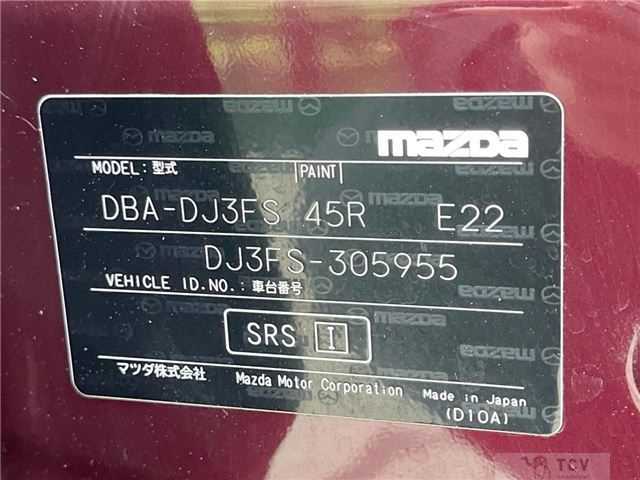 mazda
MODEL:型式 PAINT
DBA-DJ3FS 45R E22
DJ3FS-305955
VEHICLE ID.NO.:車台番号
SRS I
マツダ株式会社 Mazda Motor Corporation Made in Japan
(D10A)
TCV